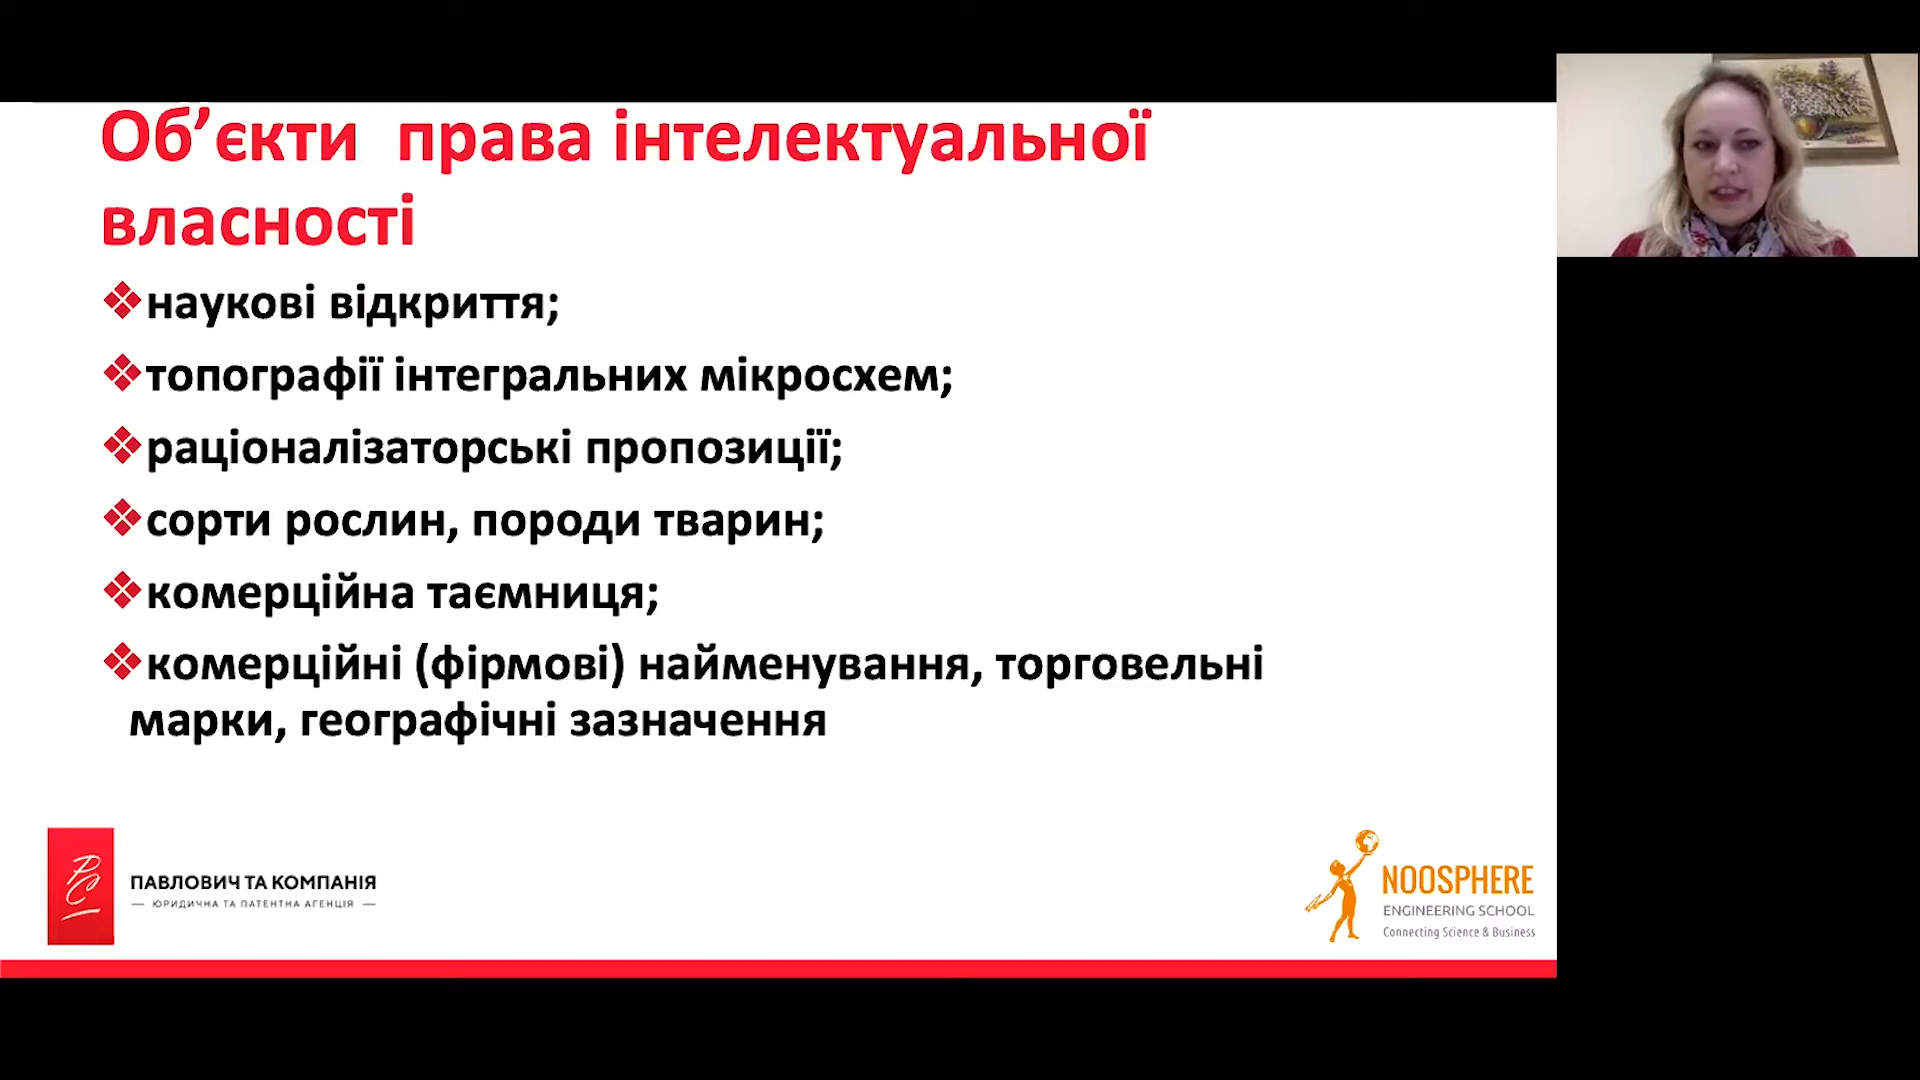 Об’єкти права інтелектуальної
власності
❖наукові відкриття;
❖топографії інтегральних мікросхем;
❖раціоналізаторські пропозиції;
❖сорти рослин, породи тварин;
❖комерційна таємниця;
❖комерційні (фірмові) найменування, торговельні
марки, географічні зазначення
ПАВЛОВИЧ ТА КОМПАНІЯ
— ЮРИДИЧНА ТА ПАТЕНТНА АГЕНЦІЯ —
NOOSPHERE
ENGINEERING SCHOOL
Connecting Science & Business